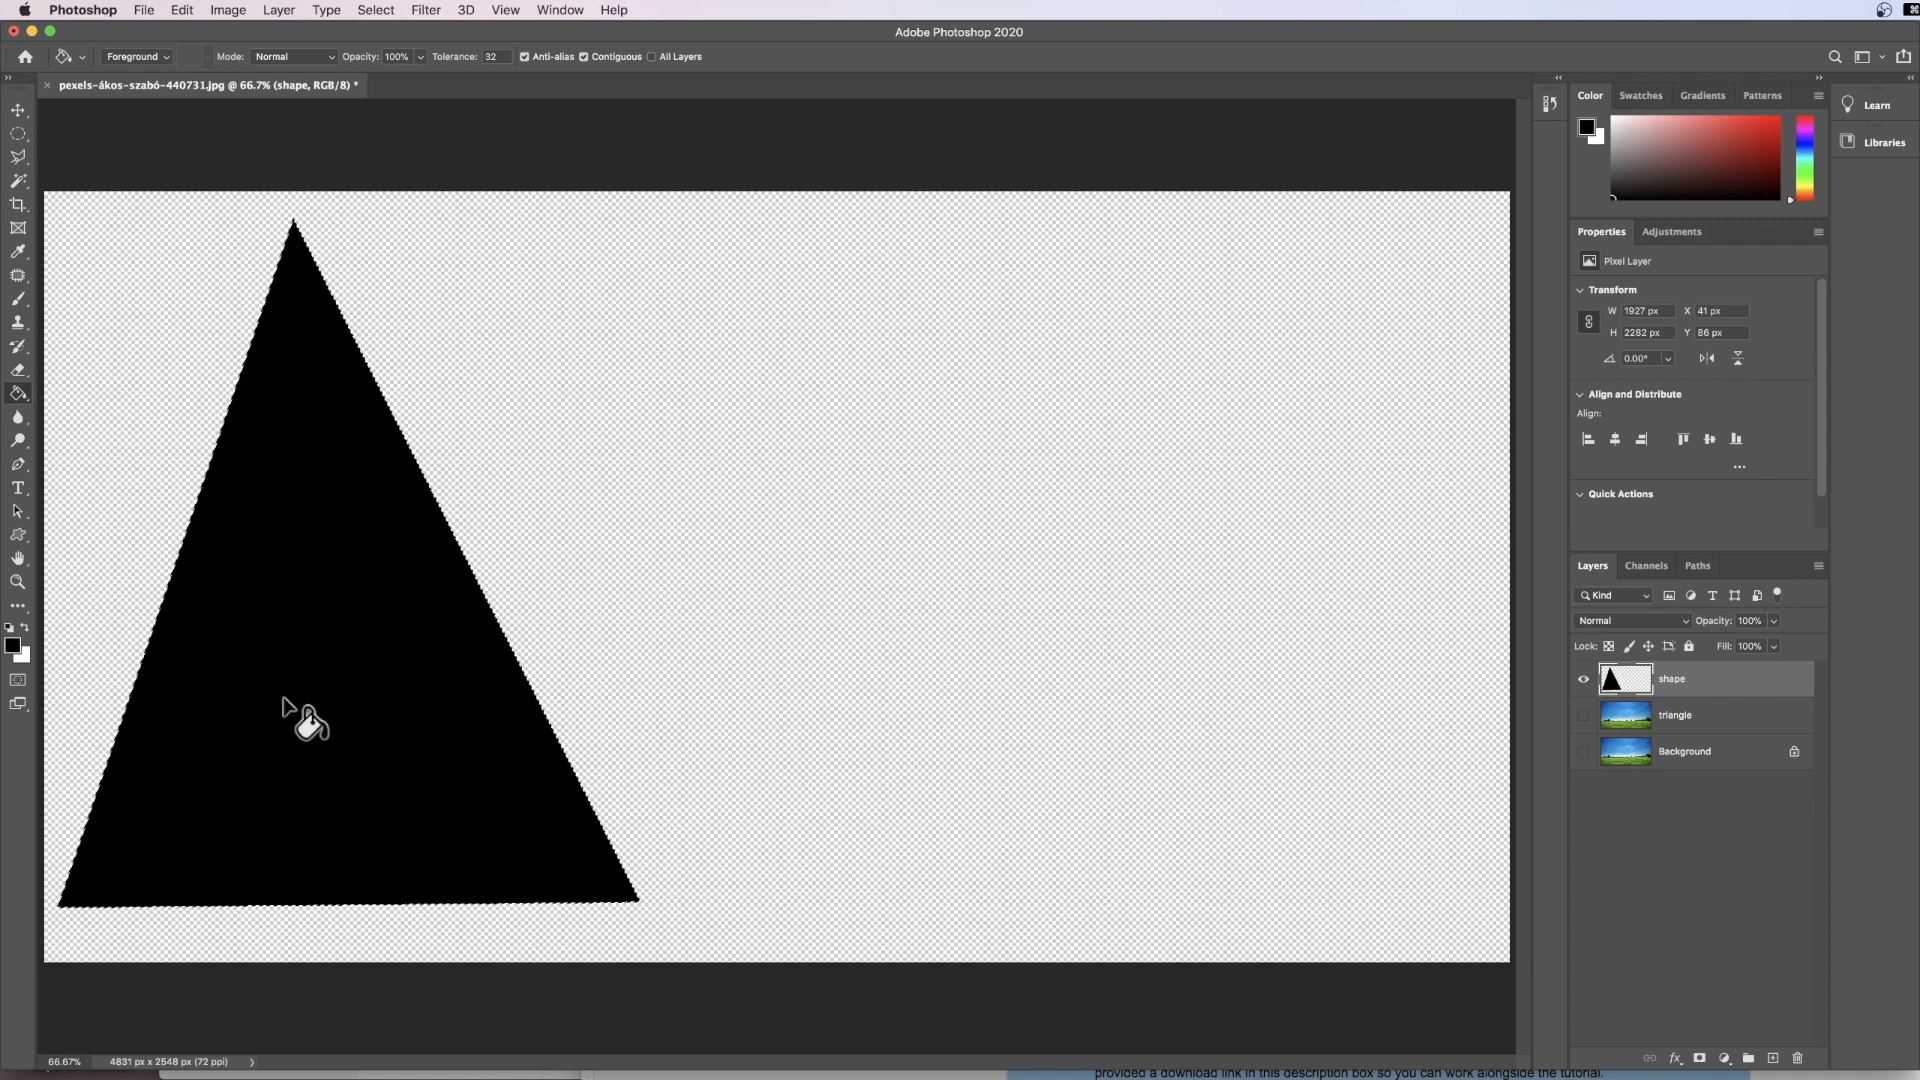 Photoshop File Edit Image Layer Type Select Filter 3D View Window Help
Adobe Photoshop 2020
Foreground Mode: Normal Opacity: 100% Tolerance: 32 Anti-alias Contiguous All Layers
pexels-ákos-szabó-440731.jpg @ 66.7% (shape, RGB/8) *
Color Swatches Gradients Patterns
Learn
Libraries
Properties Adjustments
Pixel Layer
Transform
W 1927 px X 41 px
H 2282 px Y 86 px
0.00°
Align and Distribute
Align:
Quick Actions
Layers Channels Paths
Kind
Normal Opacity: 100%
Lock: Fill: 100%
shape
triangle
Background
66.67% 4831 px x 2548 px (72 ppi)
provided a download link in this description box so you can work alongside the tutorial.